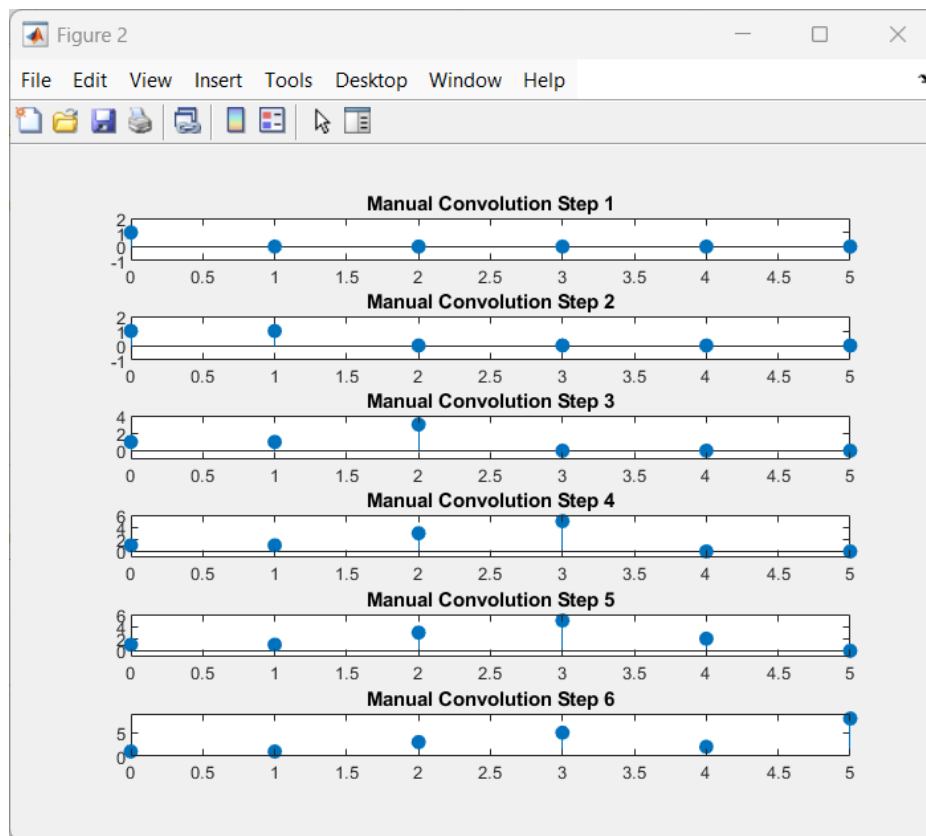 Figure 2
File Edit View Insert Tools Desktop Window Help
Manual Convolution Step 1
2
1
0
-1
0 0.5 1 1.5 2 2.5 3 3.5 4 4.5 5
Manual Convolution Step 2
2
1
0
-1
0 0.5 1 1.5 2 2.5 3 3.5 4 4.5 5
Manual Convolution Step 3
4
2
0
0 0.5 1 1.5 2 2.5 3 3.5 4 4.5 5
Manual Convolution Step 4
6
4
2
0
0 0.5 1 1.5 2 2.5 3 3.5 4 4.5 5
Manual Convolution Step 5
6
4
2
0
0 0.5 1 1.5 2 2.5 3 3.5 4 4.5 5
Manual Convolution Step 6
5
0
0 0.5 1 1.5 2 2.5 3 3.5 4 4.5 5